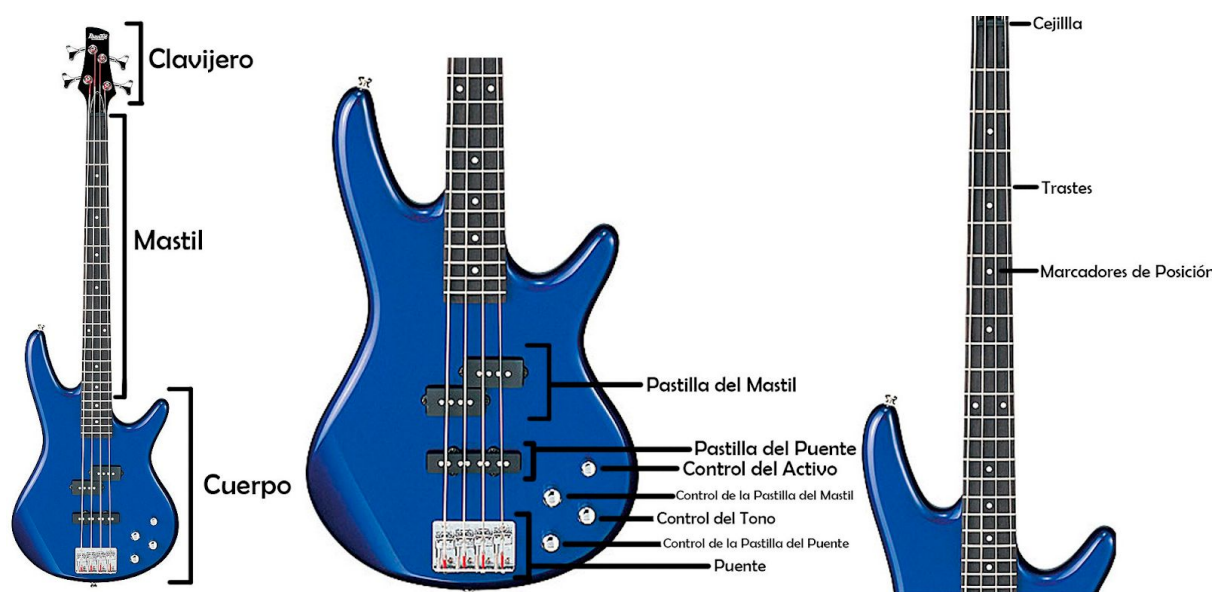 Ibanez
Clavijero
Mastil
Cuerpo
Pastilla del Mastil
Pastilla del Puente
Control del Activo
Control de la Pastilla del Mastil
Control del Tono
Control de la Pastilla del Puente
Puente
Cejillla
Trastes
Marcadores de Posición